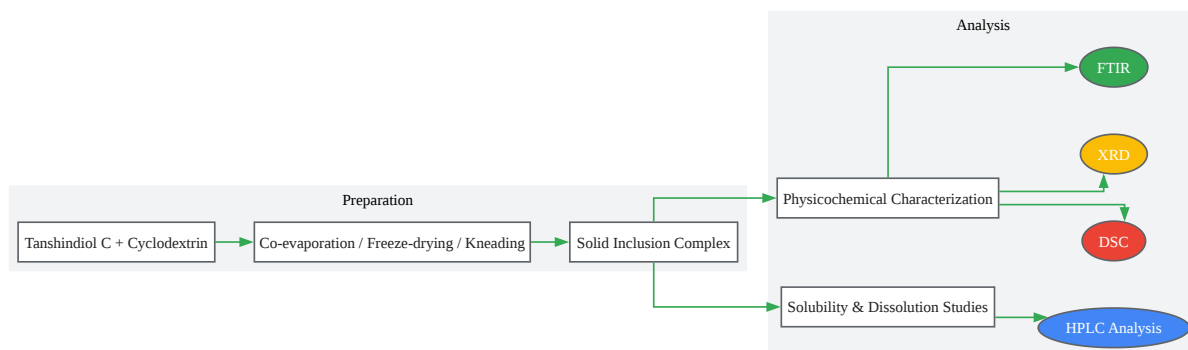 Preparation
Tanshindiol C + Cyclodextrin
Co-evaporation / Freeze-drying / Kneading
Solid Inclusion Complex
Analysis
Physicochemical Characterization
FTIR
XRD
DSC
Solubility & Dissolution Studies
HPLC Analysis